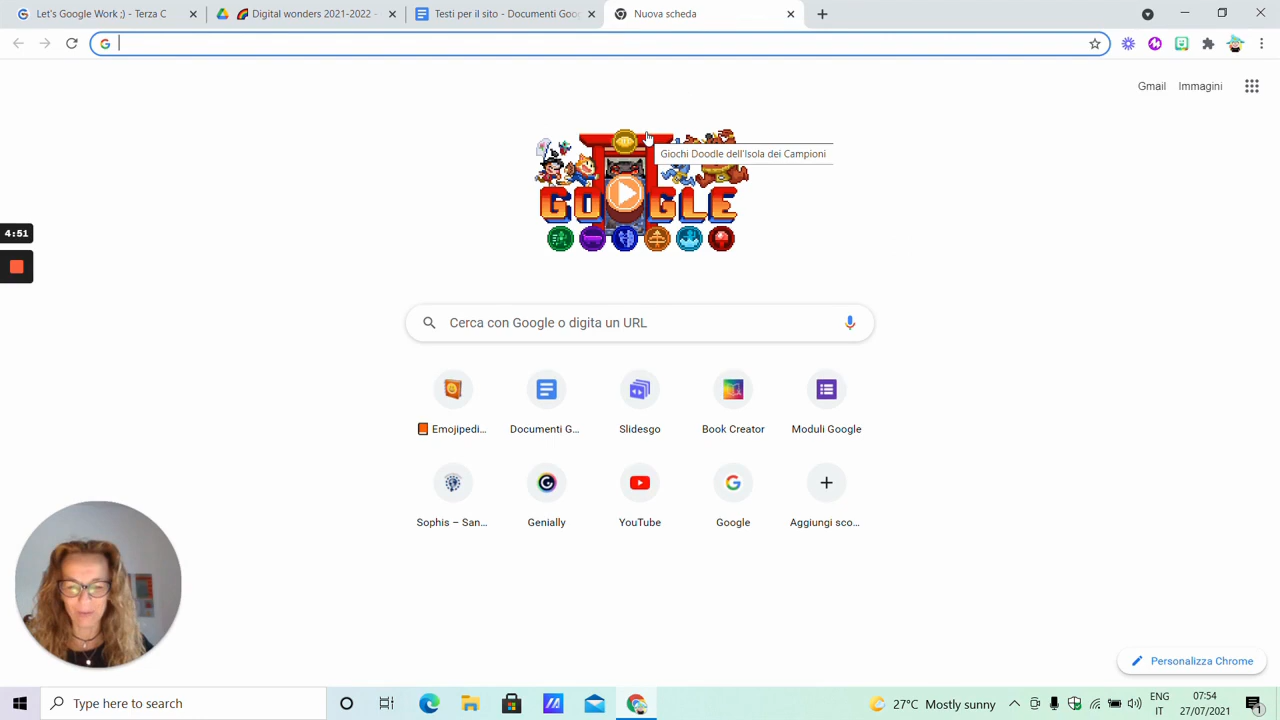 Let's Google Work ;) - Terza C
Digital wonders 2021-2022 -
Testi per il sito - Documenti Goo
Nuova scheda
Gmail
Immagini
Giochi Doodle dell'Isola dei Campioni
GOOGLE
4:51
Cerca con Google o digita un URL
Emojipedi...
Documenti G...
Slidesgo
Book Creator
Moduli Google
Sophis – San...
Genially
YouTube
Google
Aggiungi sco...
Personalizza Chrome
Type here to search
27°C Mostly sunny
ENG
IT
07:54
27/07/2021
1